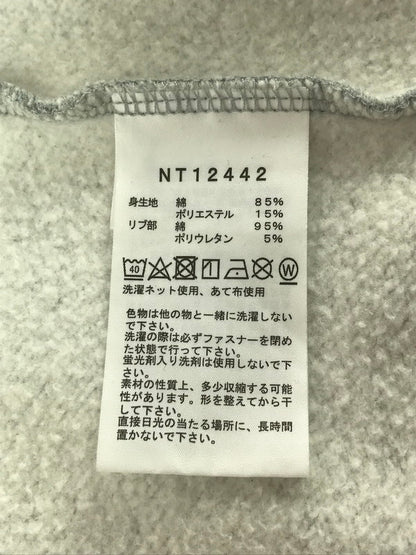 NT12442
身生地 綿 85%
ポリエステル 15%
リブ部 綿 95%
ポリウレタン 5%
40 W
洗濯ネット使用、あて布使用
色物は他の物と一緒に洗濯しない
で下さい。
洗濯の際は必ずファスナーを閉め
た状態で行って下さい。
蛍光剤入り洗剤は使用しないで下
さい。
素材の性質上、多少収縮する可能
性があります。形を整えてから干
して下さい。
直接日光の当たる場所に、長時間
置かないで下さい。